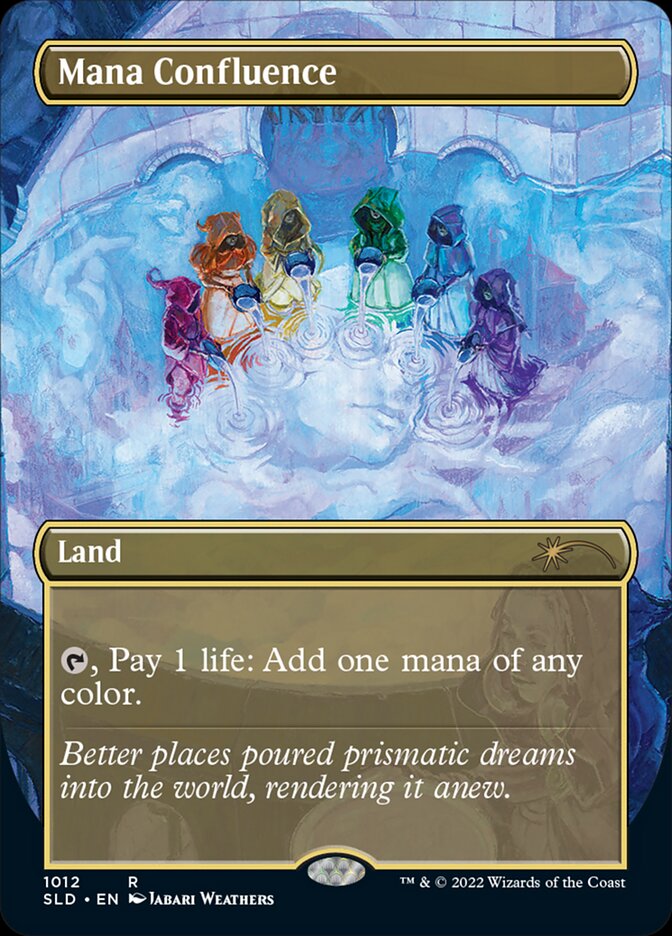 Mana Confluence
Land
, Pay 1 life: Add one mana of any
color.
Better places poured prismatic dreams
into the world, rendering it anew.
1012 R
SLD • EN Jabari Weathers
™ & © 2022 Wizards of the Coast